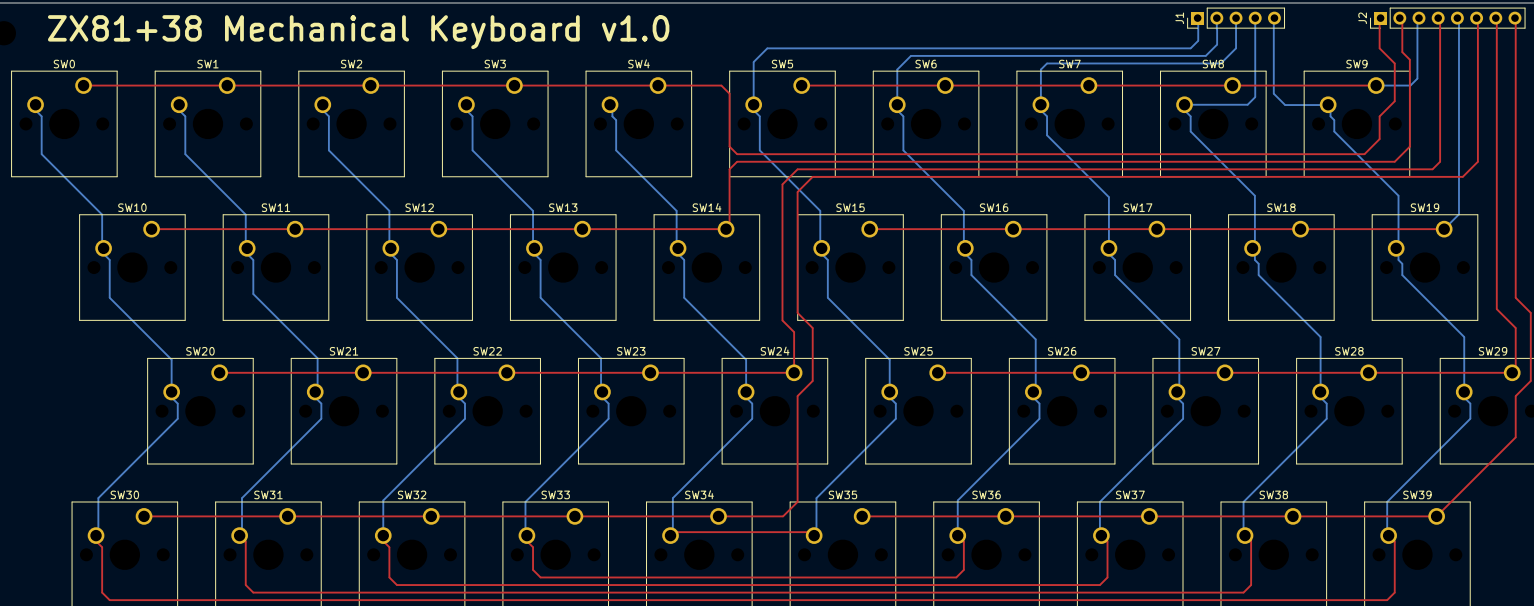 ZX81+38 Mechanical Keyboard v1.0
J1
J2
SW0 SW1 SW2 SW3 SW4 SW5 SW6 SW7 SW8 SW9
SW10 SW11 SW12 SW13 SW14 SW15 SW16 SW17 SW18 SW19
SW20 SW21 SW22 SW23 SW24 SW25 SW26 SW27 SW28 SW29
SW30 SW31 SW32 SW33 SW34 SW35 SW36 SW37 SW38 SW39